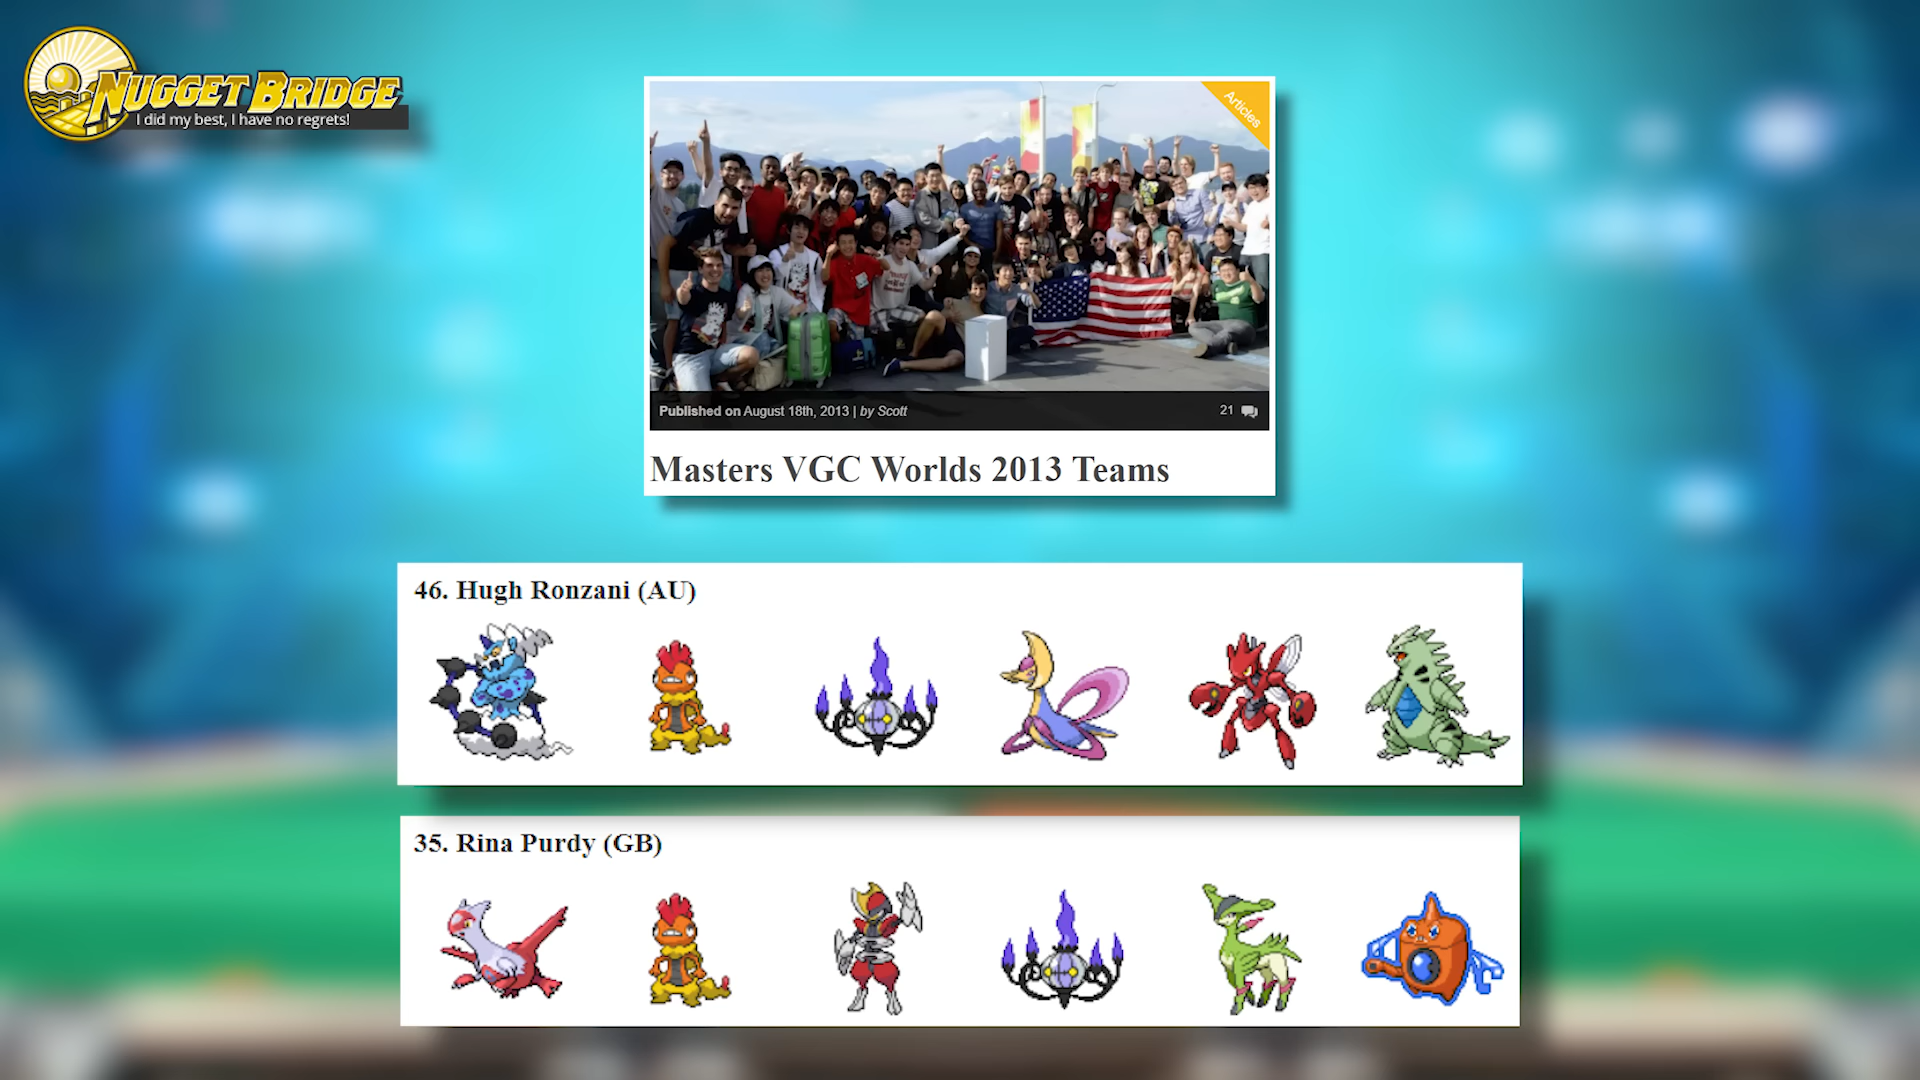 NUGGET BRIDGE
I did my best, I have no regrets!
Articles
Published on August 18th, 2013 | by Scott
21
Masters VGC Worlds 2013 Teams
46. Hugh Ronzani (AU)
35. Rina Purdy (GB)